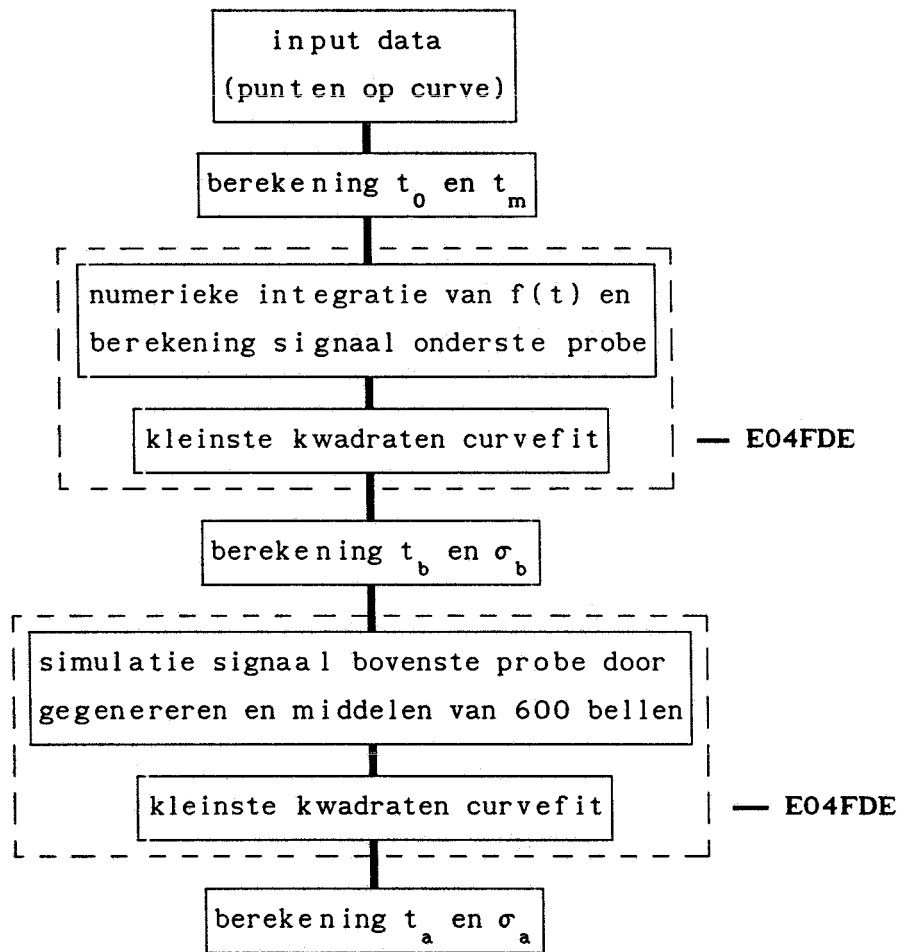 input data
(punten op curve)
berekening t₀ en tₘ
numerieke integratie van f(t) en
berekening signaal onderste probe
kleinste kwadraten curvefit
— E04FDE
berekening t_b en σ_b
simulatie signaal bovenste probe door
gegenereren en middelen van 600 bellen
kleinste kwadraten curvefit
— E04FDE
berekening tₐ en σₐ